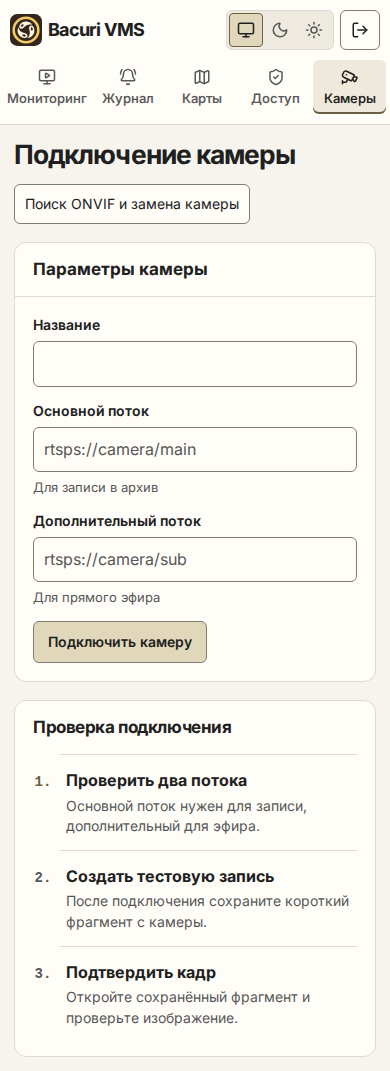 Bacuri VMS
Мониторинг
Журнал
Карты
Доступ
Камеры
Подключение камеры
Поиск ONVIF и замена камеры
Параметры камеры
Название
Основной поток
rtsps://camera/main
Для записи в архив
Дополнительный поток
rtsps://camera/sub
Для прямого эфира
Подключить камеру
Проверка подключения
1. Проверить два потока
Основной поток нужен для записи,
дополнительный для эфира.
2. Создать тестовую запись
После подключения сохраните короткий
фрагмент с камеры.
3. Подтвердить кадр
Откройте сохранённый фрагмент и
проверьте изображение.